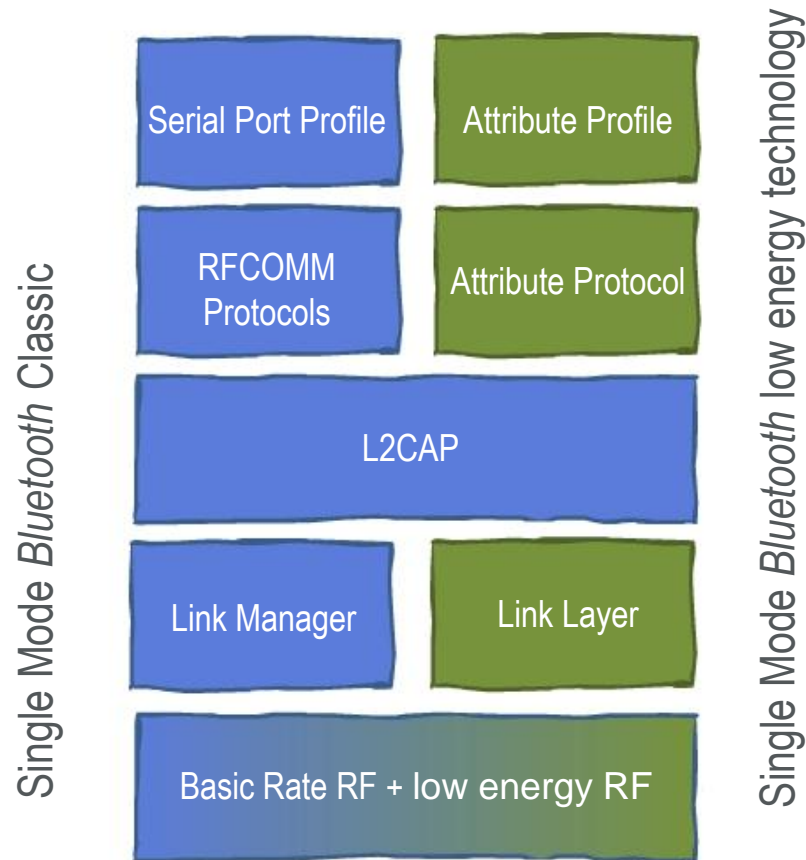 Single Mode Bluetooth Classic
Serial Port Profile
Attribute Profile
RFCOMM
Protocols
Attribute Protocol
L2CAP
Link Manager
Link Layer
Basic Rate RF + low energy RF
Single Mode Bluetooth low energy technology